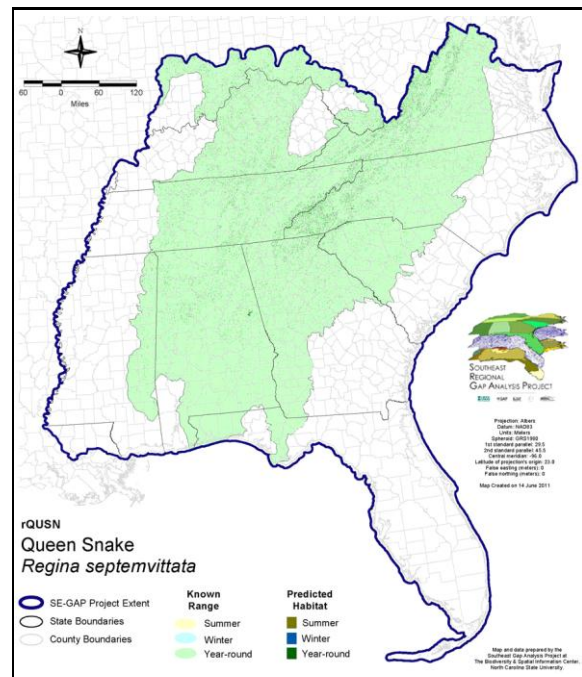 N
60 0 60 120
Miles
SOUTHEAST
REGIONAL
GAP ANALYSIS PROJECT
Projection: Albers
Datum: NAD83
Units: Meters
Spheroid: GRS1980
1st standard parallel: 29.5
2nd standard parallel: 45.5
Central meridian: -96.0
Latitude of projection's origin: 23.0
False easting (meters): 0
False northing (meters): 0
Map Created on 14 June 2011
rQUSN
Queen Snake
Regina septemvittata
SE-GAP Project Extent
State Boundaries
County Boundaries
Known
Range
Summer
Winter
Year-round
Predicted
Habitat
Summer
Winter
Year-round
Map and data prepared by the
Southeast Gap Analysis Project at
The Biodiversity & Spatial Information Center,
North Carolina State University.